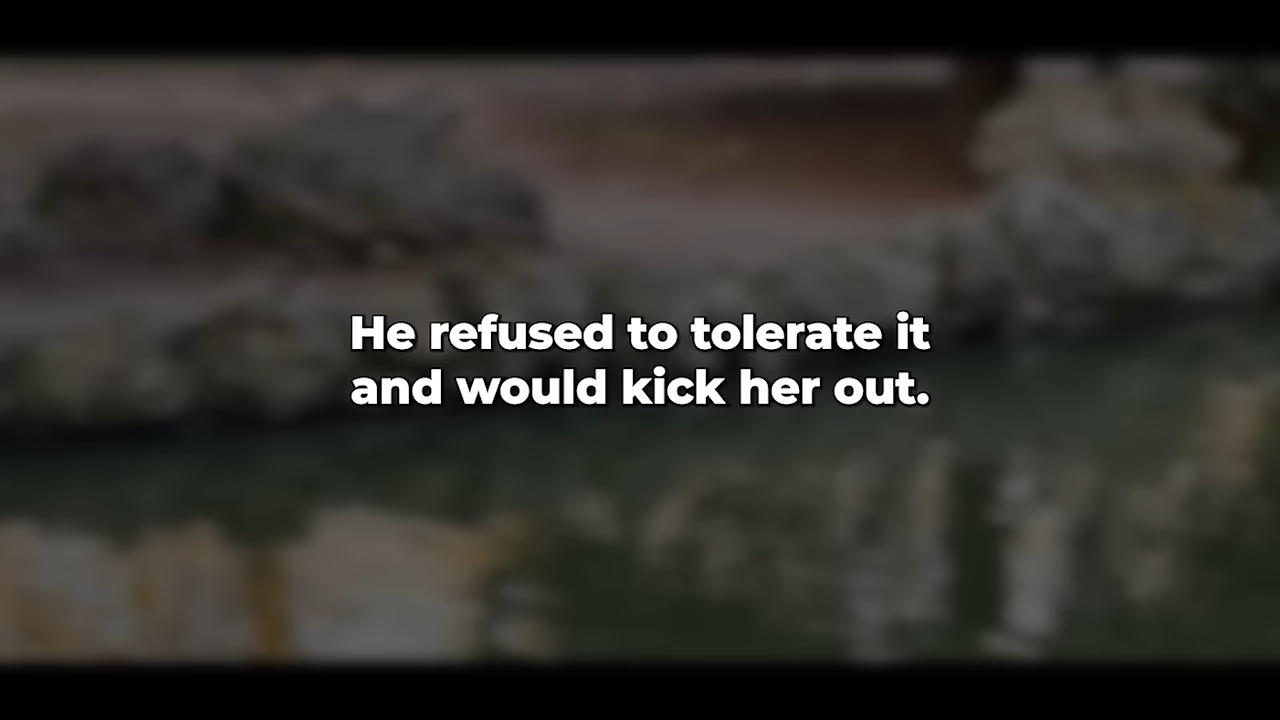 He refused to tolerate it
and would kick her out.